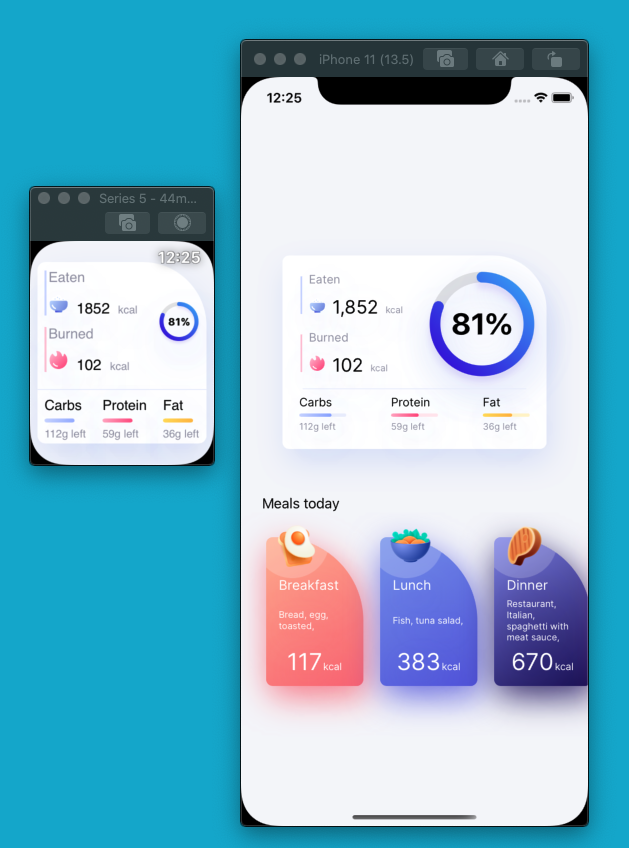 Series 5 - 44m...
12:25
Eaten
1852 kcal
Burned
102 kcal
81%
Carbs Protein Fat
112g left 59g left 36g left
iPhone 11 (13.5)
12:25
Eaten
1,852 kcal
Burned
102 kcal
81%
Carbs Protein Fat
112g left 59g left 36g left
Meals today
Breakfast
Bread, egg,
toasted,
117 kcal
Lunch
Fish, tuna salad,
383 kcal
Dinner
Restaurant,
Italian,
spaghetti with
meat sauce,
670 kcal